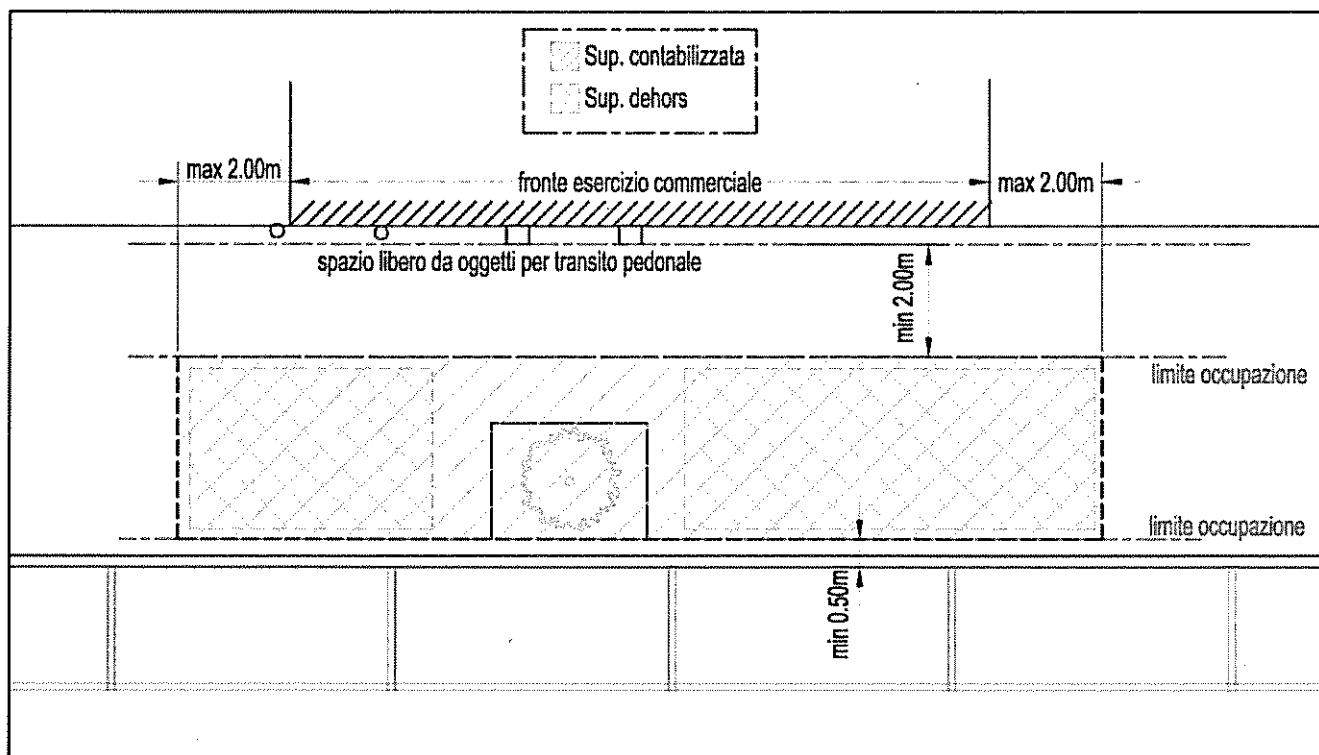 Sup. contabilizzata
Sup. dehors
max 2.00m
fronte esercizio commerciale
max 2.00m
spazio libero da oggetti per transito pedonale
min 2.00m
limite occupazione
limite occupazione
min 0.50m